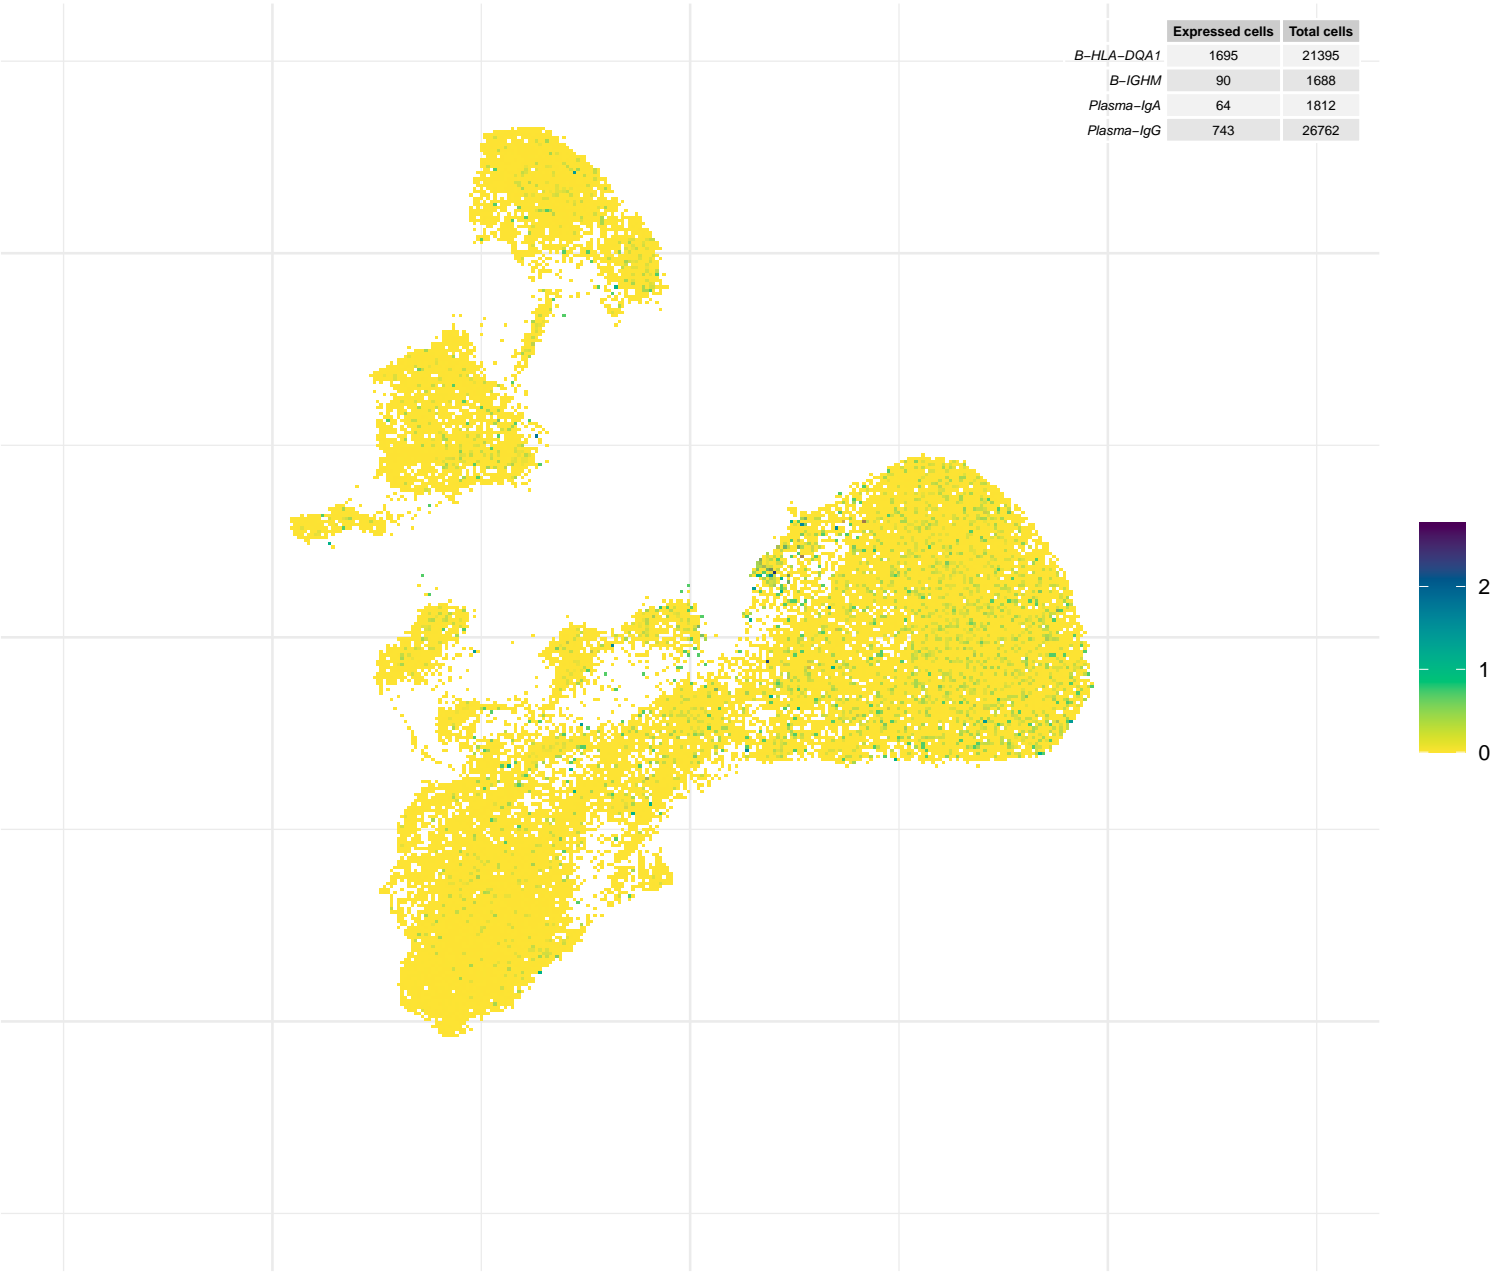 Expressed cells Total cells
B−HLA−DQA1 1695 21395
B−IGHM 90 1688
Plasma−IgA 64 1812
Plasma−IgG 743 26762
2
1
0